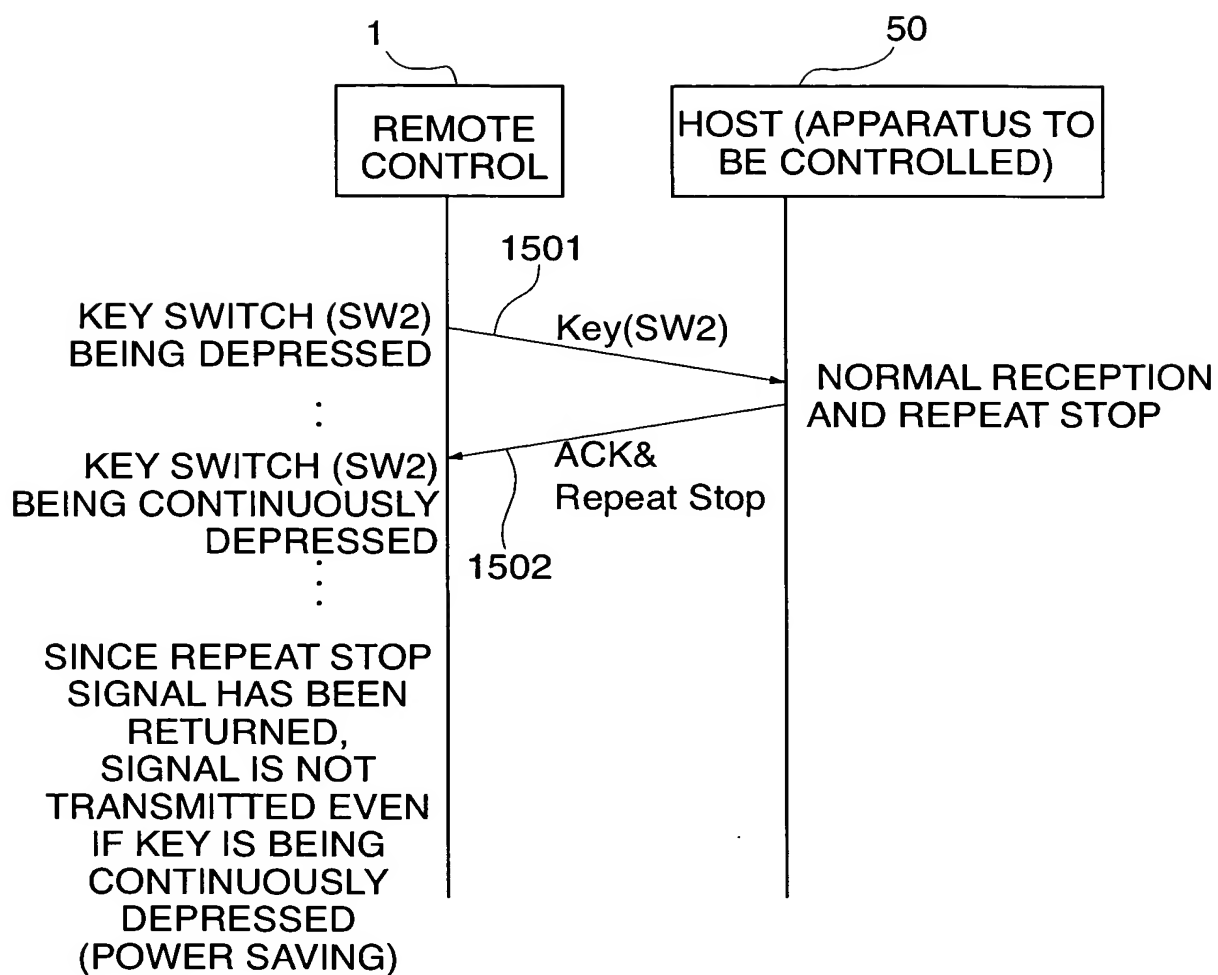 1
50
REMOTE
CONTROL
HOST (APPARATUS TO
BE CONTROLLED)
1501
KEY SWITCH (SW2)
BEING DEPRESSED
Key(SW2)
NORMAL RECEPTION
AND REPEAT STOP
ACK&
Repeat Stop
KEY SWITCH (SW2)
BEING CONTINUOUSLY
DEPRESSED
1502
SINCE REPEAT STOP
SIGNAL HAS BEEN
RETURNED,
SIGNAL IS NOT
TRANSMITTED EVEN
IF KEY IS BEING
CONTINUOUSLY
DEPRESSED
(POWER SAVING)